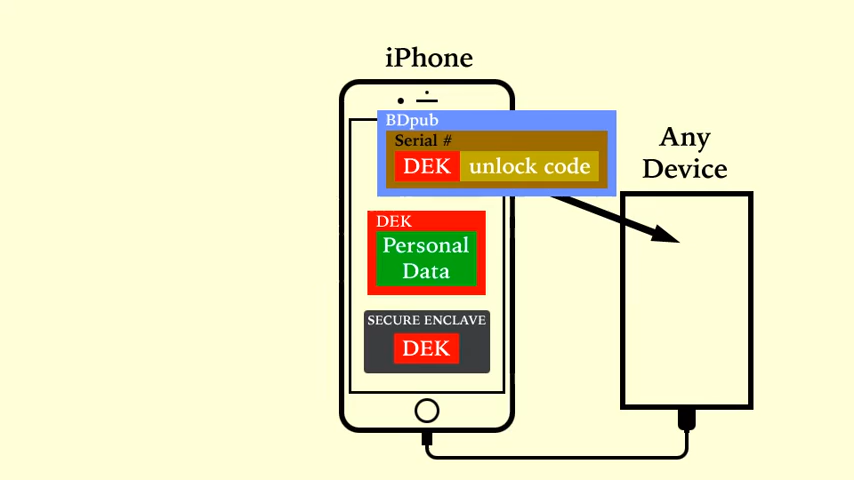 iPhone
BDpub
Serial #
DEK unlock code
Any
Device
DEK
Personal
Data
SECURE ENCLAVE
DEK